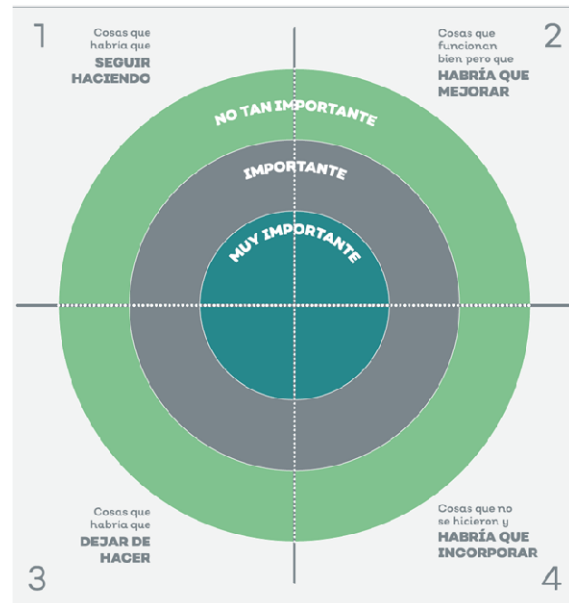 1
Cosas que
habría que
SEGUIR
HACIENDO
2
Cosas que
funcionan
bien pero que
HABRÍA QUE
MEJORAR
NO TAN IMPORTANTE
IMPORTANTE
MUY IMPORTANTE
3
Cosas que
habría que
DEJAR DE
HACER
4
Cosas que no
se hicieron y
HABRÍA QUE
INCORPORAR